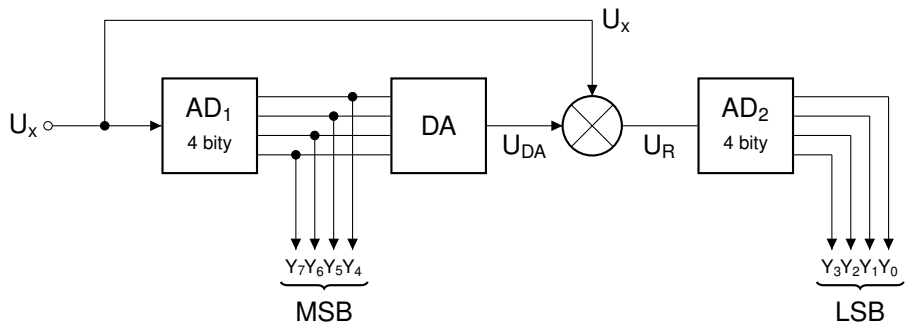 Uₓ
Uₓ
AD₁
4 bity
DA
U_DA
U_R
AD₂
4 bity
Y₇Y₆Y₅Y₄
MSB
Y₃Y₂Y₁Y₀
LSB